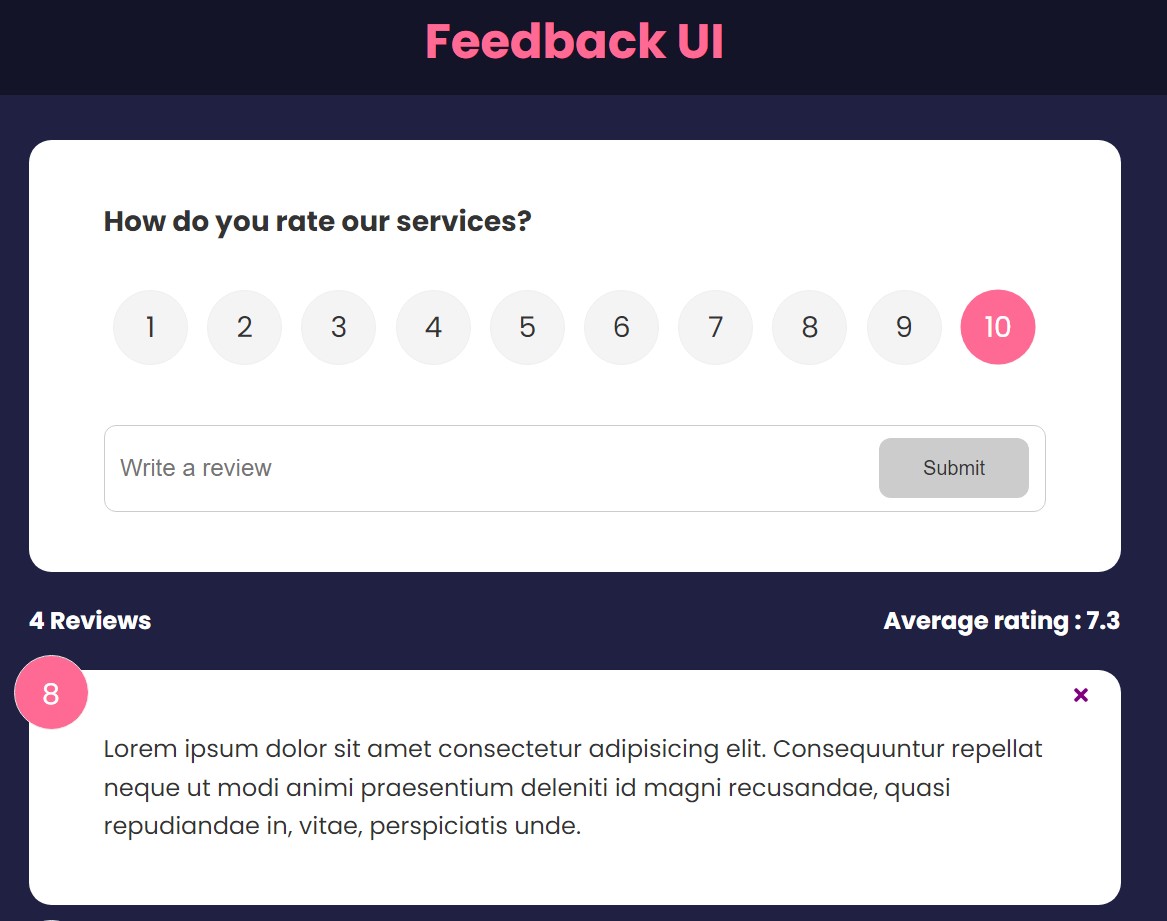 Feedback UI
How do you rate our services?
1 2 3 4 5 6 7 8 9 10
Write a review
Submit
4 Reviews
Average rating : 7.3
8
Lorem ipsum dolor sit amet consectetur adipisicing elit. Consequuntur repellat
neque ut modi animi praesentium deleniti id magni recusandae, quasi
repudiandae in, vitae, perspiciatis unde.